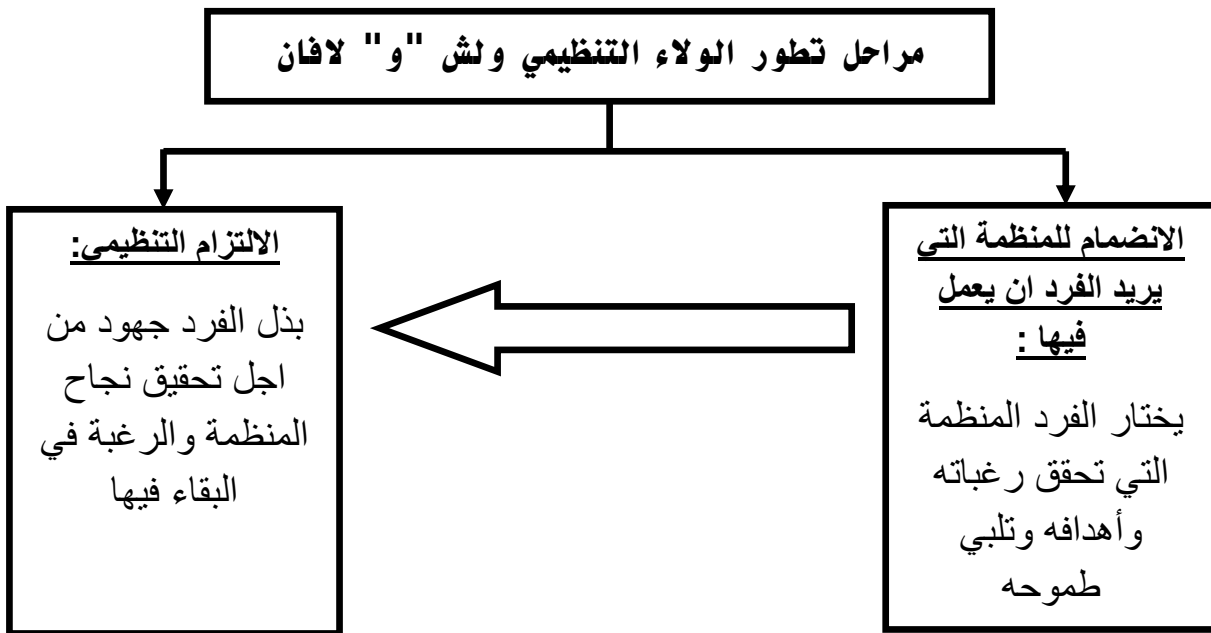 مراحل تطور الولاء التنظيمي ولش "و" لافان
الانضمام للمنظمة التي
يريد الفرد ان يعمل
فيها :
يختار الفرد المنظمة
التي تحقق رغباته
وأهدافه وتلبي
طموحه
الالتزام التنظيمي:
بذل الفرد جهود من
اجل تحقيق نجاح
المنظمة والرغبة في
البقاء فيها